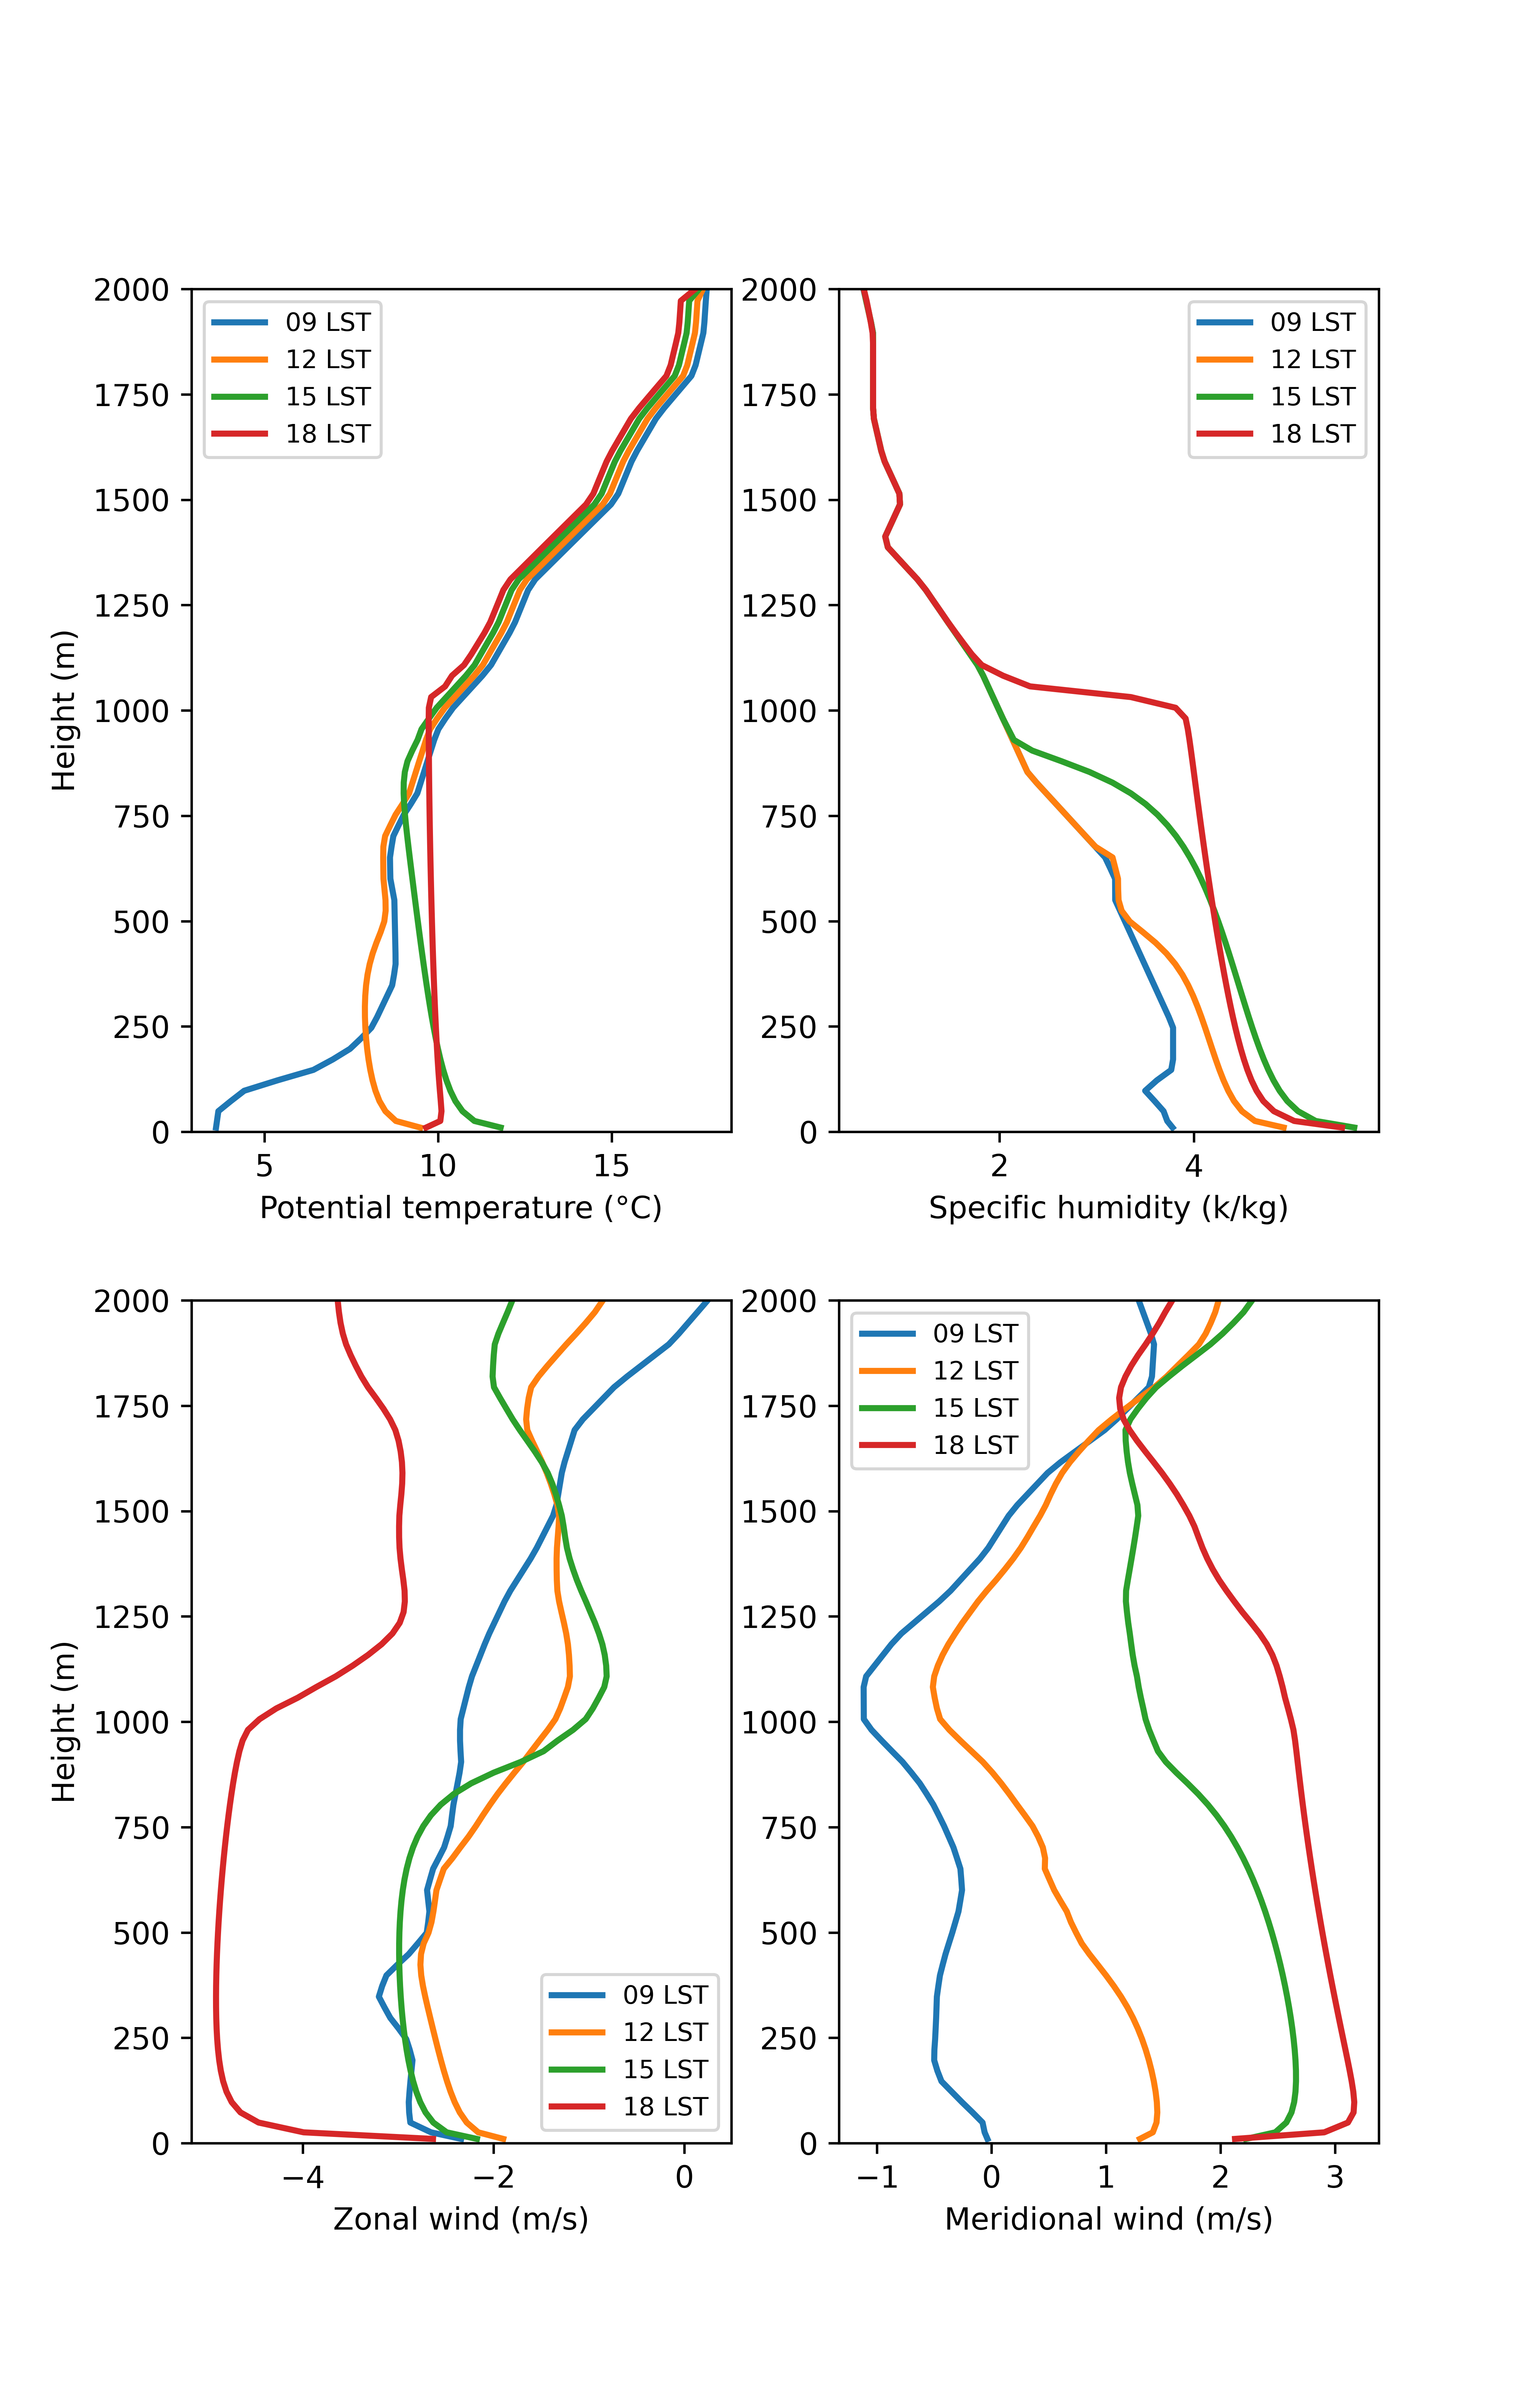 2000
1750
1500
1250
1000
750
500
250
0
Height (m)
09 LST
12 LST
15 LST
18 LST
5
10
15
Potential temperature (°C)
2000
1750
1500
1250
1000
750
500
250
0
09 LST
12 LST
15 LST
18 LST
2
4
Specific humidity (k/kg)
2000
1750
1500
1250
1000
750
500
250
0
Height (m)
09 LST
12 LST
15 LST
18 LST
−4
−2
0
Zonal wind (m/s)
2000
1750
1500
1250
1000
750
500
250
0
09 LST
12 LST
15 LST
18 LST
−1
0
1
2
3
Meridional wind (m/s)